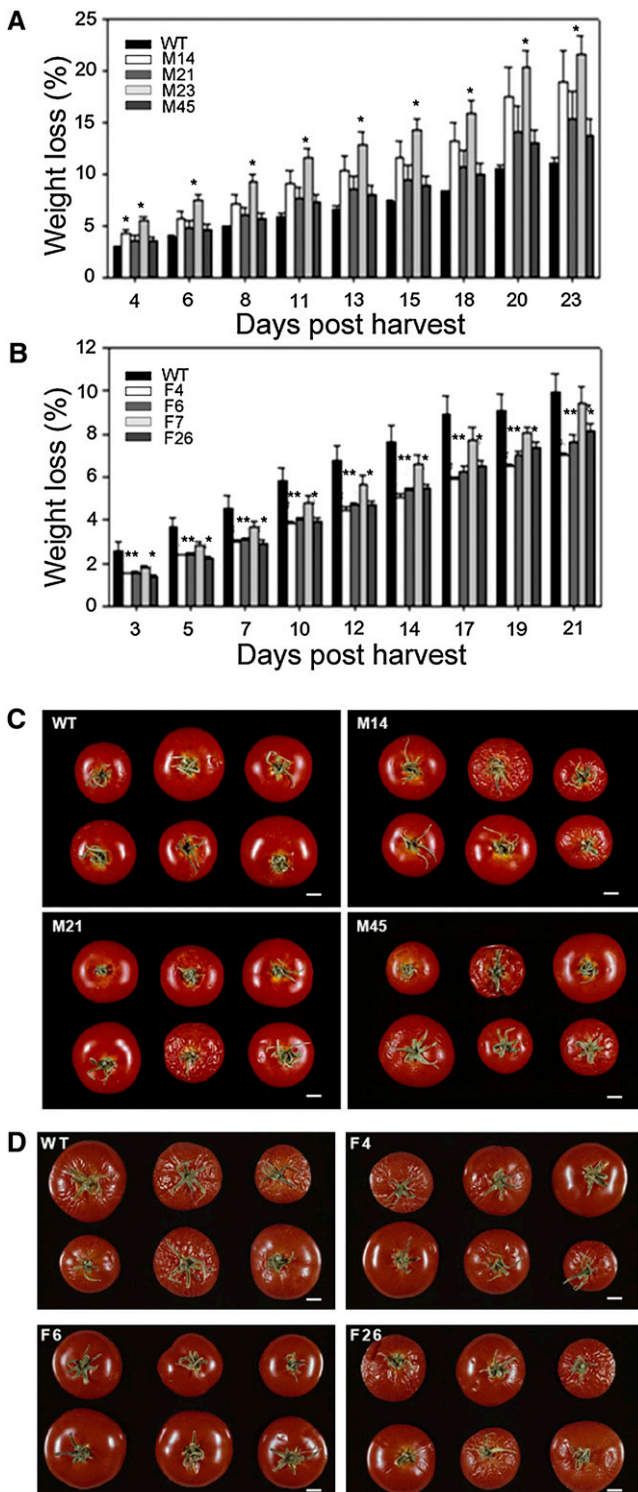 A
Weight loss (%)
25
20
15
10
5
0
WT
M14
M21
M23
M45
*
*
*
*
*
*
*
*
*
*
4 6 8 11 13 15 18 20 23
Days post harvest
B
Weight loss (%)
12
10
8
6
4
2
0
WT
F4
F6
F7
F26
** *
** *
** *
** *
** *
** *
** *
** *
** *
3 5 7 10 12 14 17 19 21
Days post harvest
C
WT
M14
M21
M45
D
WT
F4
F6
F26